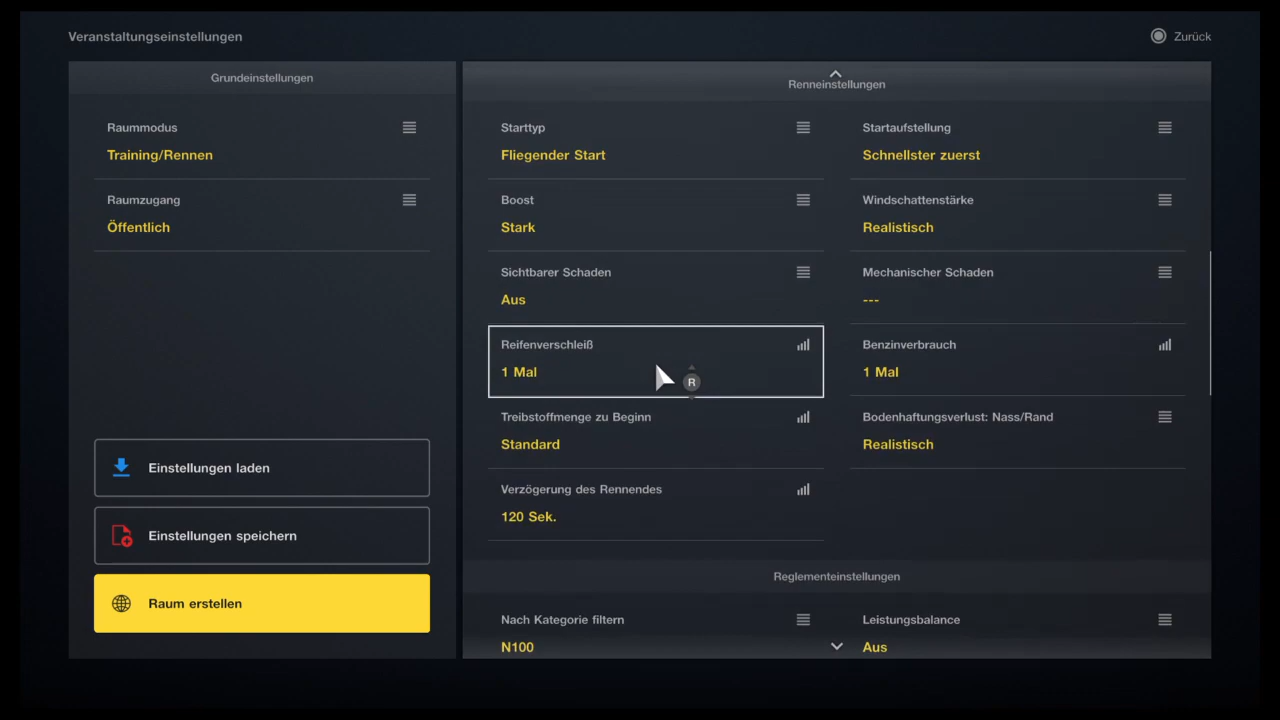 Veranstaltungseinstellungen
Zurück
Grundeinstellungen
Raummodus
Training/Rennen
Raumzugang
Öffentlich
Einstellungen laden
Einstellungen speichern
Raum erstellen
Renneinstellungen
Starttyp
Fliegender Start
Startaufstellung
Schnellster zuerst
Boost
Stark
Windschattenstärke
Realistisch
Sichtbarer Schaden
Aus
Mechanischer Schaden
---
Reifenverschleiß
1 Mal
R
Benzinverbrauch
1 Mal
Treibstoffmenge zu Beginn
Standard
Bodenhaftungsverlust: Nass/Rand
Realistisch
Verzögerung des Rennendes
120 Sek.
Reglementeinstellungen
Nach Kategorie filtern
N100
Leistungsbalance
Aus